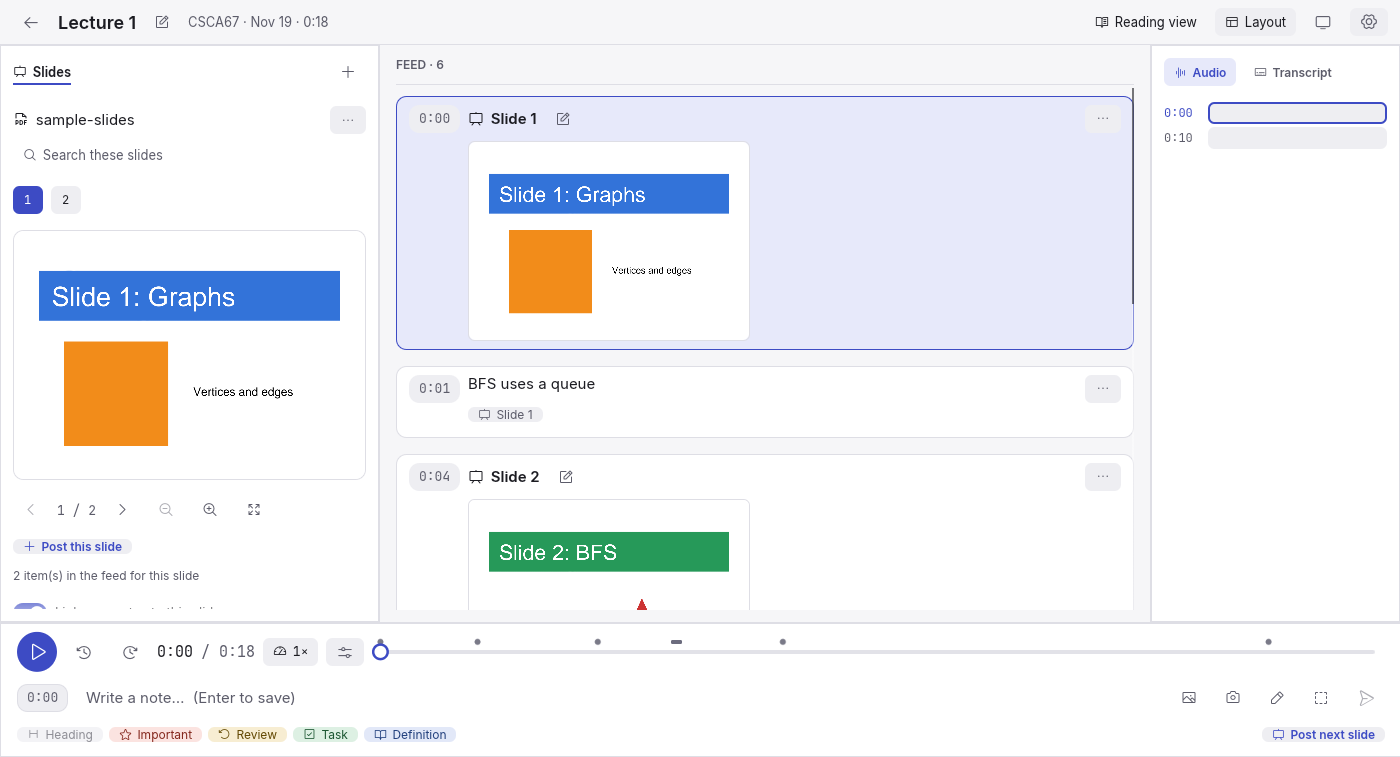 Lecture 1 CSCA67 · Nov 19 · 0:18 Reading view Layout
Slides
PDF sample-slides ...
Search these slides
1 2
Slide 1: Graphs
Vertices and edges
1 / 2
Post this slide
2 item(s) in the feed for this slide
FEED · 6
0:00 Slide 1 ...
Slide 1: Graphs
Vertices and edges
0:01 BFS uses a queue ...
Slide 1
0:04 Slide 2 ...
Slide 2: BFS
Audio Transcript
0:00
0:10
0:00 / 0:18 1×
0:00 Write a note... (Enter to save)
Heading Important Review Task Definition Post next slide